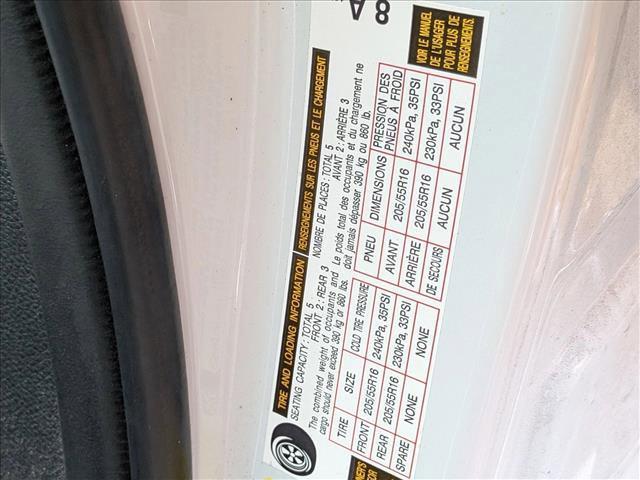 TIRE AND LOADING INFORMATION
SEATING CAPACITY: TOTAL 5
FRONT 2: REAR 3
The combined weight of occupants and
cargo should never exceed 390 kg or 860 lbs.
TIRE SIZE COLD TIRE PRESSURE
FRONT 205/55R16 240kPa, 35PSI
REAR 205/55R16 230kPa, 33PSI
SPARE NONE NONE
RENSEIGNEMENTS SUR LES PNEUS ET LE CHARGEMENT
NOMBRE DE PLACES: TOTAL 5
AVANT 2: ARRIÈRE 3
Le poids total des occupants et du chargement ne
doit jamais dépasser 390 kg ou 860 lb.
PNEU DIMENSIONS PRESSION DES
PNEUS À FROID
AVANT 205/55R16 240kPa, 35PSI
ARRIÈRE 205/55R16 230kPa, 33PSI
DE SECOURS AUCUN AUCUN
VOIR LE MANUEL
DE L'USAGER
POUR PLUS DE
RENSEIGNEMENTS.